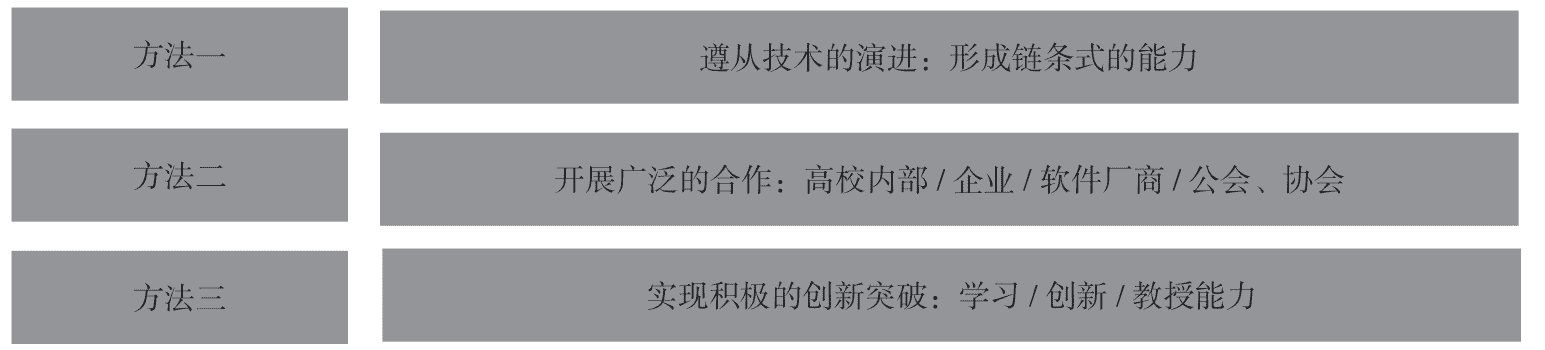 方法一
遵从技术的演进：形成链条式的能力
方法二
开展广泛的合作：高校内部 / 企业 / 软件厂商 / 公会、协会
方法三
实现积极的创新突破：学习 / 创新 / 教授能力